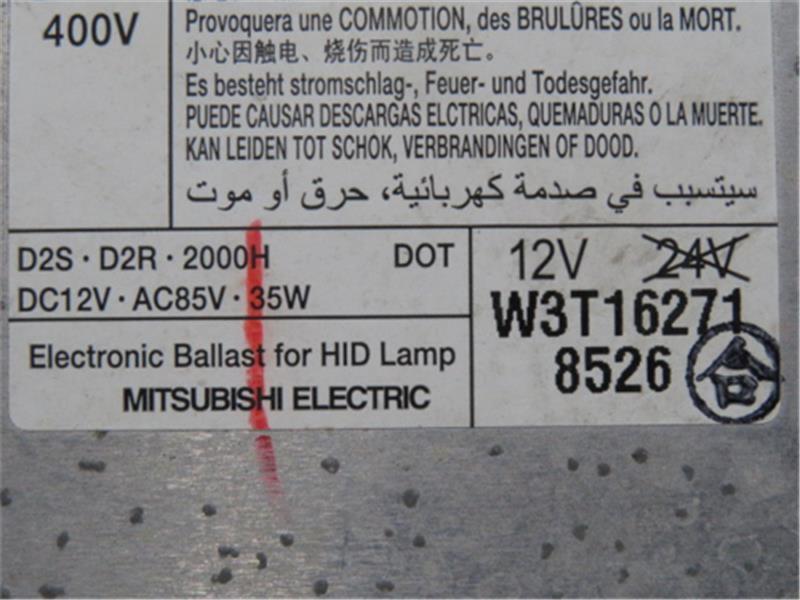 400V
Provoquera une COMMOTION, des BRULÛRES ou la MORT.
小心因触电、烧伤而造成死亡。
Es besteht stromschlag-, Feuer- und Todesgefahr.
PUEDE CAUSAR DESCARGAS ELCTRICAS, QUEMADURAS O LA MUERTE.
KAN LEIDEN TOT SCHOK, VERBRANDINGEN OF DOOD.
سيتسبب في صدمة كهربائية، حرق أو موت
D2S · D2R · 2000H DOT
DC12V · AC85V · 35W
12V 24V
W3T16271
8526
合
Electronic Ballast for HID Lamp
MITSUBISHI ELECTRIC